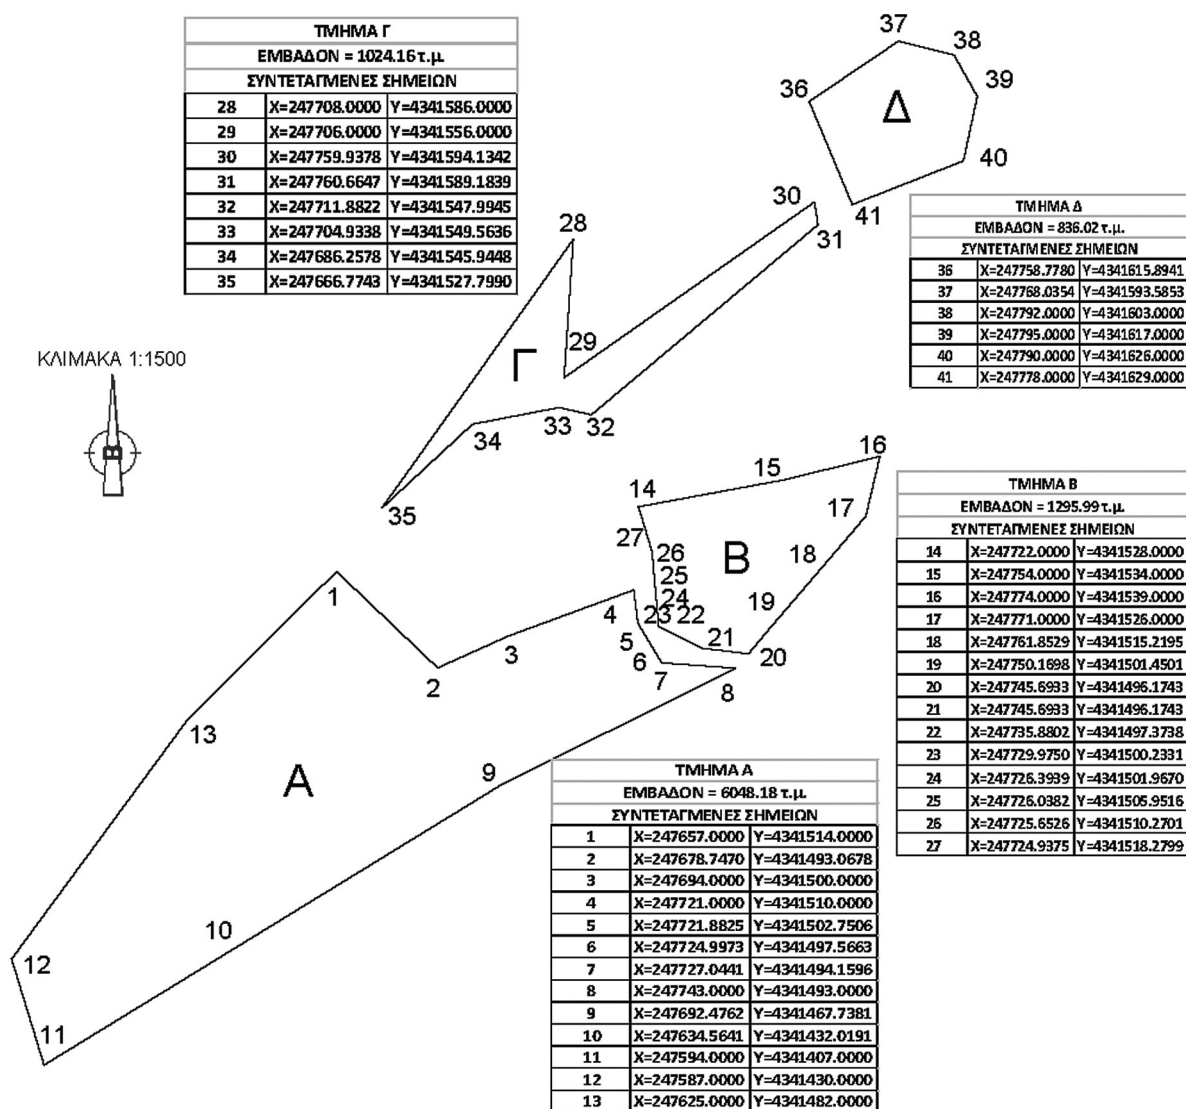 ΤΜΗΜΑ Γ
ΕΜΒΑΔΟΝ = 1024.16 τ.μ.
ΣΥΝΤΕΤΑΓΜΕΝΕΣ ΣΗΜΕΙΩΝ
28 X=247708.0000 Y=4341586.0000
29 X=247706.0000 Y=4341556.0000
30 X=247759.9378 Y=4341594.1342
31 X=247760.6647 Y=4341589.1839
32 X=247711.8822 Y=4341547.9945
33 X=247704.9338 Y=4341549.5636
34 X=247686.2578 Y=4341545.9448
35 X=247666.7743 Y=4341527.7990
37
38
36
39
Δ
40
41
30
31
28
29
Γ
33
32
34
35
ΤΜΗΜΑ Δ
ΕΜΒΑΔΟΝ = 836.02 τ.μ.
ΣΥΝΤΕΤΑΓΜΕΝΕΣ ΣΗΜΕΙΩΝ
36 X=247758.7780 Y=4341615.8941
37 X=247768.0354 Y=4341593.5853
38 X=247792.0000 Y=4341603.0000
39 X=247795.0000 Y=4341617.0000
40 X=247790.0000 Y=4341626.0000
41 X=247778.0000 Y=4341629.0000
ΚΛΙΜΑΚΑ 1:1500
Β
16
15
14
17
27
26
18
25
Β
24
19
23
22
21
20
ΤΜΗΜΑ Β
ΕΜΒΑΔΟΝ = 1295.99 τ.μ.
ΣΥΝΤΕΤΑΓΜΕΝΕΣ ΣΗΜΕΙΩΝ
14 X=247722.0000 Y=4341528.0000
15 X=247754.0000 Y=4341534.0000
16 X=247774.0000 Y=4341539.0000
17 X=247771.0000 Y=4341526.0000
18 X=247761.8529 Y=4341515.2195
19 X=247750.1698 Y=4341501.4501
20 X=247745.6933 Y=4341496.1743
21 X=247745.6933 Y=4341496.1743
22 X=247735.8802 Y=4341497.3738
23 X=247729.9750 Y=4341500.2331
24 X=247726.3939 Y=4341501.9670
25 X=247726.0382 Y=4341505.9516
26 X=247725.6526 Y=4341510.2701
27 X=247724.9375 Y=4341518.2799
1
4
5
3
6
2
7
8
13
9
Α
10
12
11
ΤΜΗΜΑ Α
ΕΜΒΑΔΟΝ = 6048.18 τ.μ.
ΣΥΝΤΕΤΑΓΜΕΝΕΣ ΣΗΜΕΙΩΝ
1 X=247657.0000 Y=4341514.0000
2 X=247678.7470 Y=4341493.0678
3 X=247694.0000 Y=4341500.0000
4 X=247721.0000 Y=4341510.0000
5 X=247721.8825 Y=4341502.7506
6 X=247724.9973 Y=4341497.5663
7 X=247727.0441 Y=4341494.1596
8 X=247743.0000 Y=4341493.0000
9 X=247692.4762 Y=4341467.7381
10 X=247634.5641 Y=4341432.0191
11 X=247594.0000 Y=4341407.0000
12 X=247587.0000 Y=4341430.0000
13 X=247625.0000 Y=4341482.0000